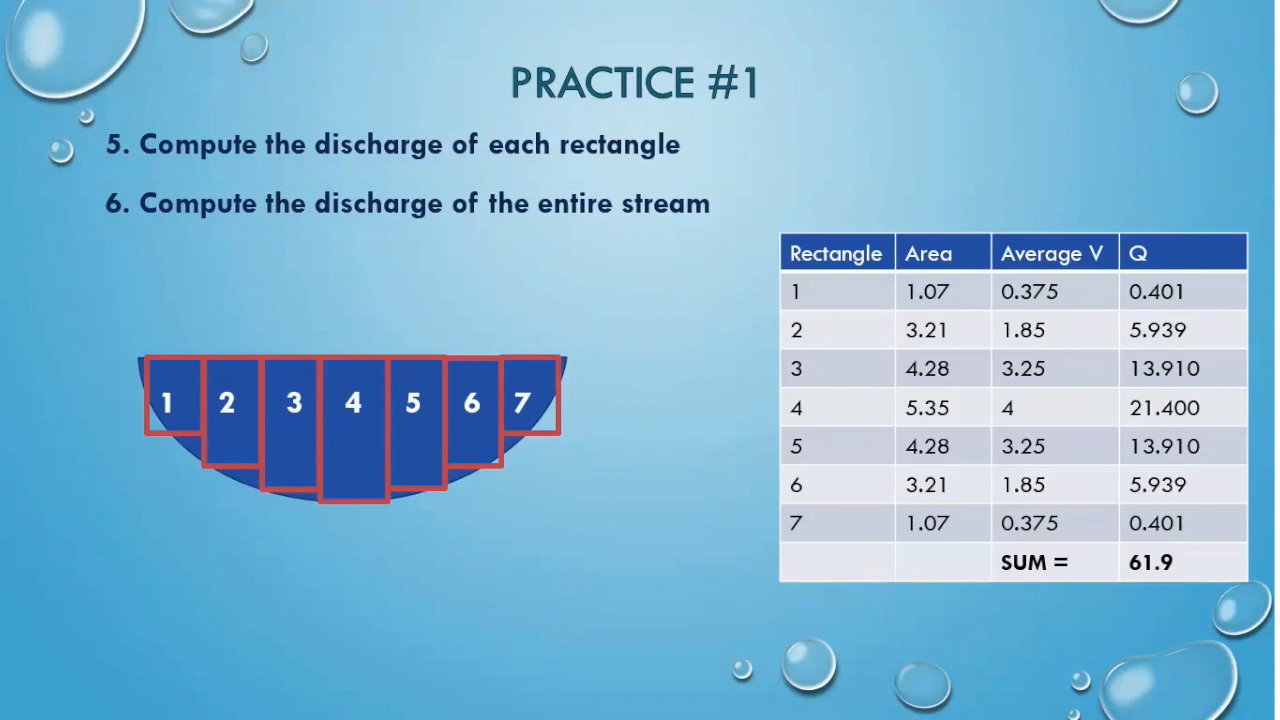 PRACTICE #1
5. Compute the discharge of each rectangle
6. Compute the discharge of the entire stream
Rectangle Area Average V Q
1 1.07 0.375 0.401
2 3.21 1.85 5.939
3 4.28 3.25 13.910
4 5.35 4 21.400
5 4.28 3.25 13.910
6 3.21 1.85 5.939
7 1.07 0.375 0.401
SUM = 61.9
1 2 3 4 5 6 7